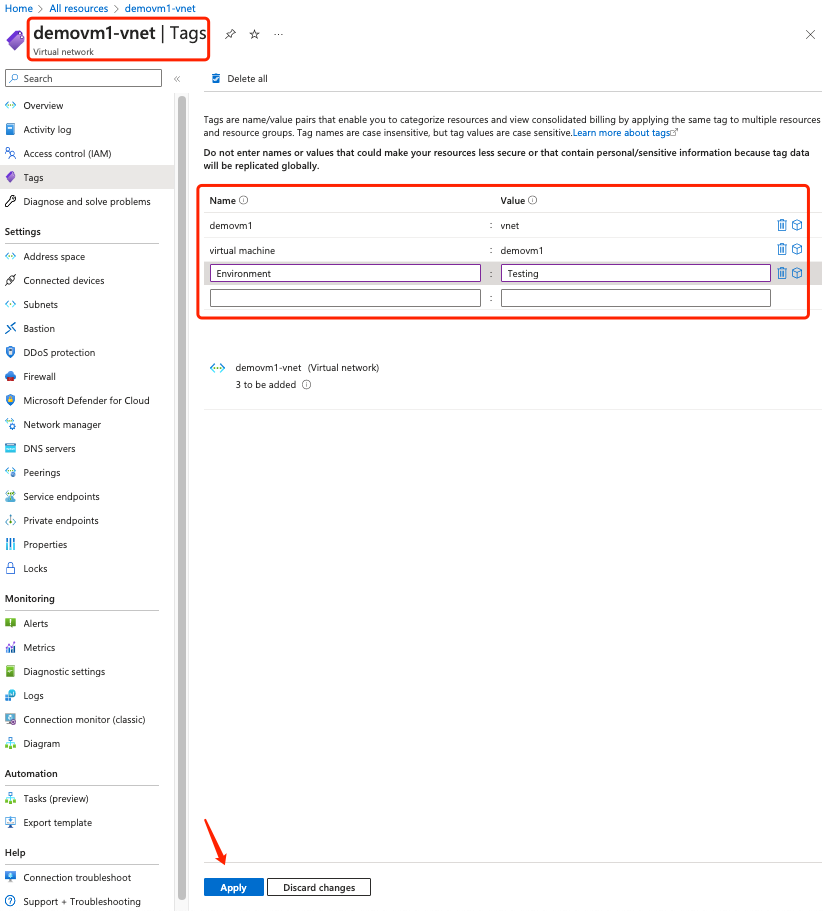 Home > All resources > demovm1-vnet
demovm1-vnet | Tags
Virtual network
Search
«
Overview
Activity log
Access control (IAM)
Tags
Diagnose and solve problems
Settings
Address space
Connected devices
Subnets
Bastion
DDoS protection
Firewall
Microsoft Defender for Cloud
Network manager
DNS servers
Peerings
Service endpoints
Private endpoints
Properties
Locks
Monitoring
Alerts
Metrics
Diagnostic settings
Logs
Connection monitor (classic)
Diagram
Automation
Tasks (preview)
Export template
Help
Connection troubleshoot
Support + Troubleshooting
Delete all
Tags are name/value pairs that enable you to categorize resources and view consolidated billing by applying the same tag to multiple resources
and resource groups. Tag names are case insensitive, but tag values are case sensitive.Learn more about tags
Do not enter names or values that could make your resources less secure or that contain personal/sensitive information because tag data
will be replicated globally.
Name Value
demovm1 : vnet
virtual machine : demovm1
Environment : Testing
:
demovm1-vnet (Virtual network)
3 to be added
Apply Discard changes